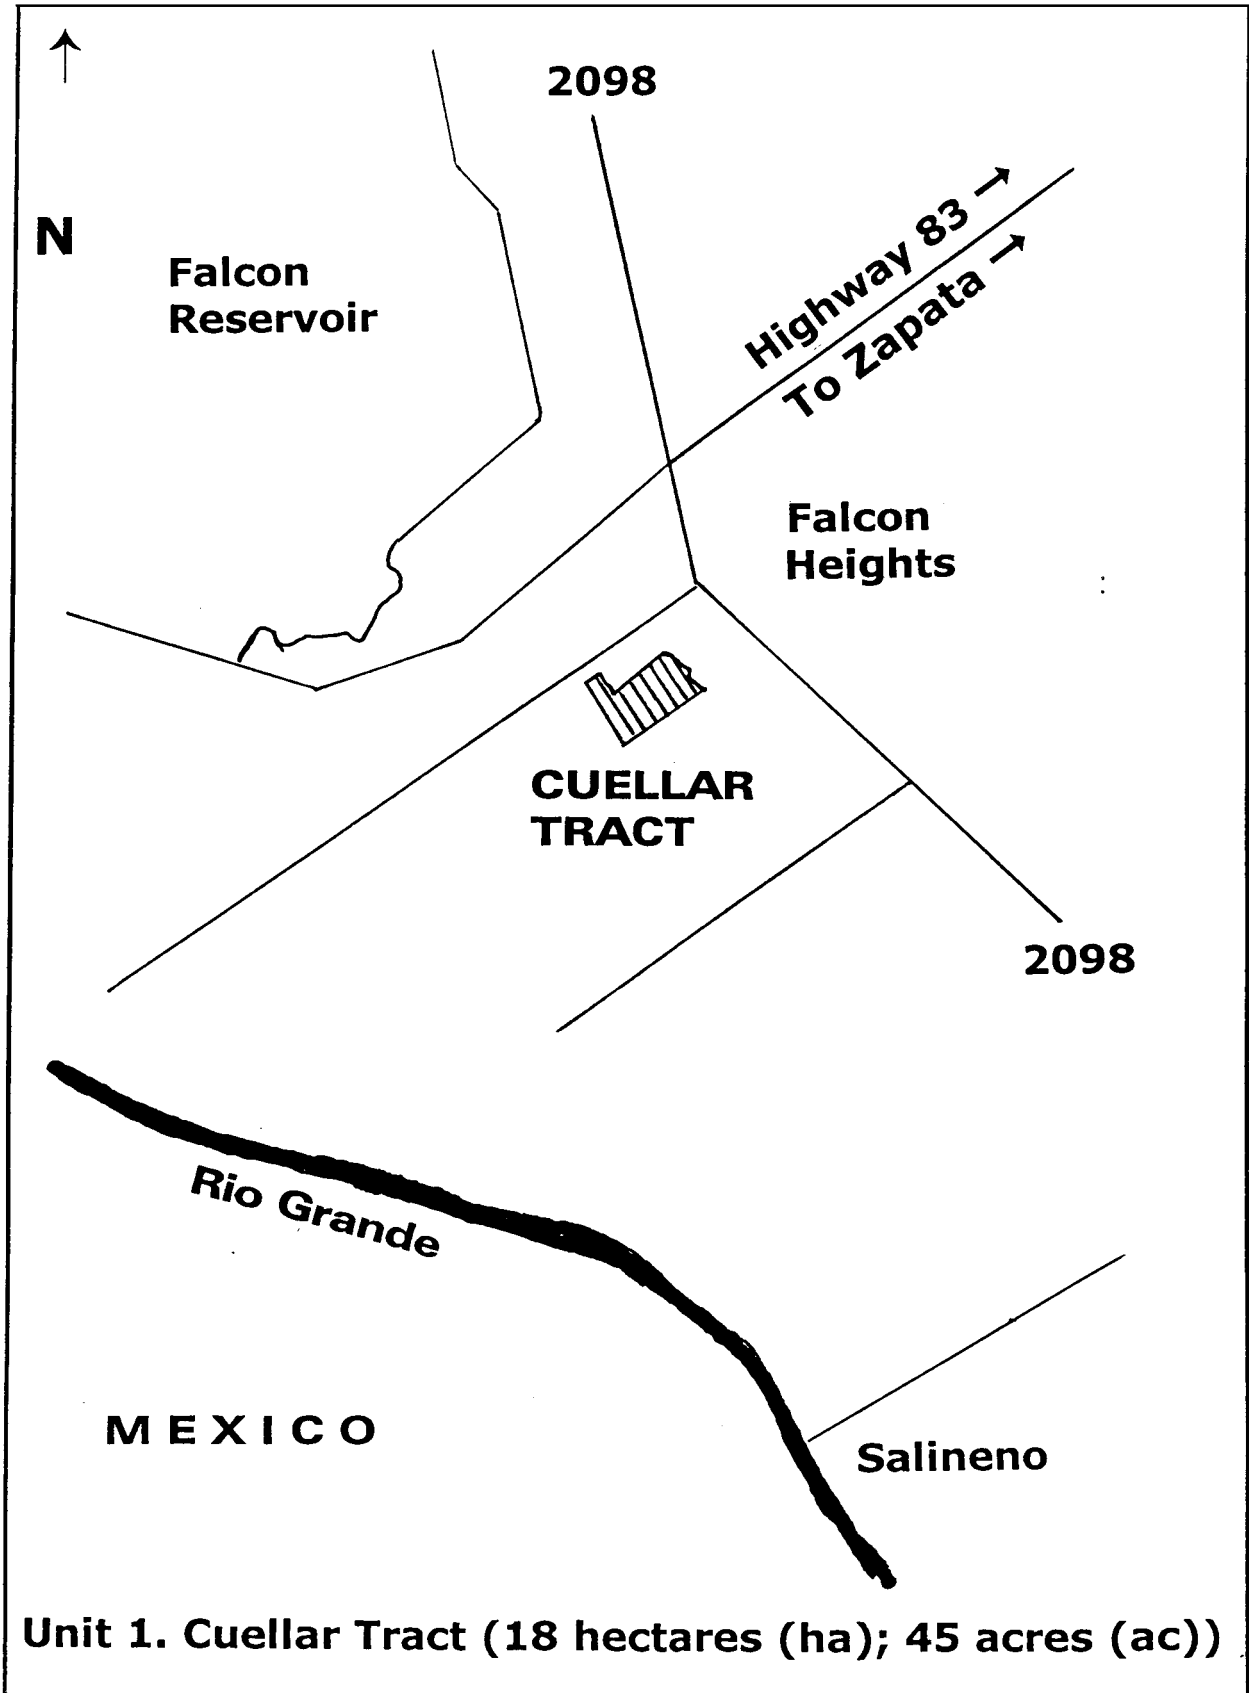 2098
Highway 83 →
To Zapata →
N
Falcon
Reservoir
Falcon
Heights
CUELLAR
TRACT
2098
Rio Grande
MEXICO
Salineno
Unit 1. Cuellar Tract (18 hectares (ha); 45 acres (ac))